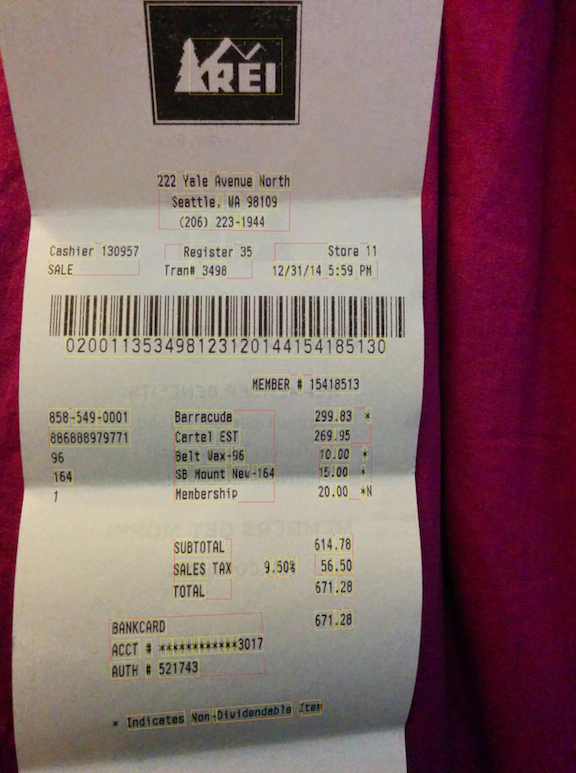 REI
222 Yale Avenue North
Seattle, WA 98109
(206) 223-1944
Cashier 130957 Register 35 Store 11
SALE Tran# 3498 12/31/14 5:59 PM
0200113534981231201441541​85130
MEMBER # 15418513
858-549-0001 Barracuda 299.83 *
886888979771 Cartel EST 269.95
96 Belt Wax-96 10.00 *
164 SB Mount New-164 15.00 *
1 Membership 20.00 *N
SUBTOTAL 614.78
SALES TAX 9.50% 56.50
TOTAL 671.28
BANKCARD 671.28
ACCT # ************3017
AUTH # 521743
* Indicates Non-Dividendable Item